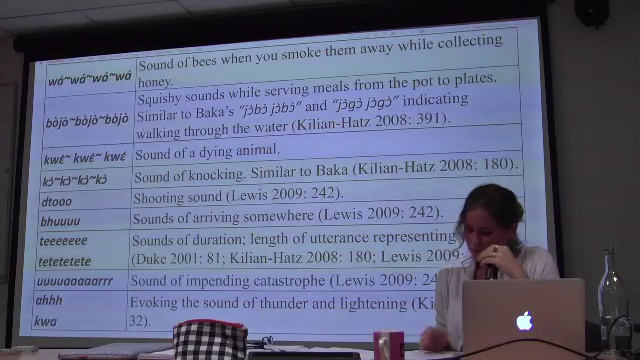 wá~wá~wá~wá Sound of bees when you smoke them away while collecting
honey.
bòjò~bòjò~bòjò Squishy sounds while serving meals from the pot to plates.
Similar to Baka's "jɔ̀bɔ̀ jɔ̀bɔ̀" and "jɔ̀gɔ̀ jɔ̀gɔ̀" indicating
walking through the water (Kilian-Hatz 2008: 391).
kwɛ́~ kwɛ́~ kwɛ́ Sound of a dying animal.
kɔ̀~kɔ̀~kɔ̀~kɔ̀ Sound of knocking. Similar to Baka (Kilian-Hatz 2008: 180).
dtooo Shooting sound (Lewis 2009: 242).
bhuuuu Sounds of arriving somewhere (Lewis 2009: 242).
teeeeeee Sounds of duration; length of utterance representing
tetetetete (Duke 2001: 81; Kilian-Hatz 2008: 180; Lewis 2009:
uuuuaaaaarrr Sound of impending catastrophe (Lewis 2009: 24
ahhh Evoking the sound of thunder and lightening (Ki
kwa 32).